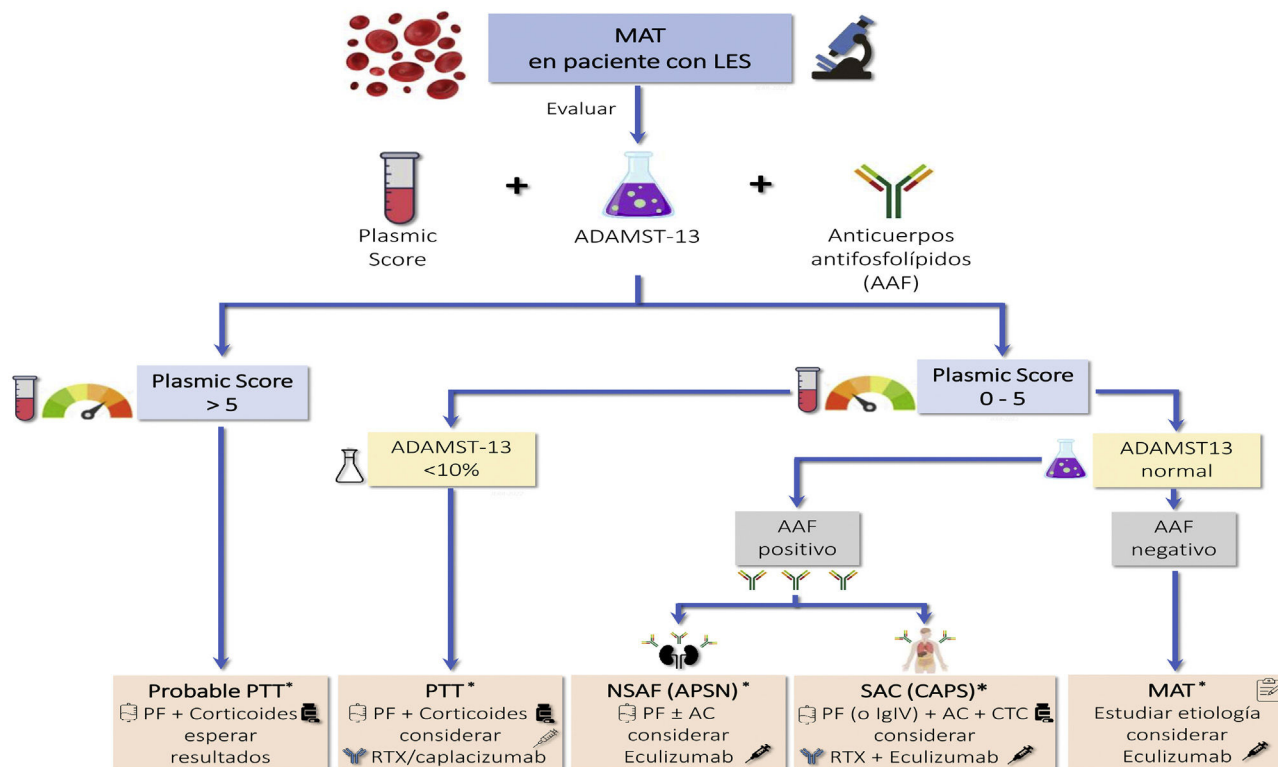 MAT
en paciente con LES
Evaluar
+
+
Plasmic
Score
ADAMST-13
Anticuerpos
antifosfolípidos
(AAF)
Plasmic Score
> 5
Plasmic Score
0 - 5
ADAMST-13
<10%
ADAMST13
normal
AAF
positivo
AAF
negativo
Probable PTT*
PF + Corticoides
esperar
resultados
PTT*
PF + Corticoides
considerar
RTX/caplacizumab
NSAF (APSN)*
PF ± AC
considerar
Eculizumab
SAC (CAPS)*
PF (o IgIV) + AC + CTC
considerar
RTX + Eculizumab
MAT*
Estudiar etiología
considerar
Eculizumab